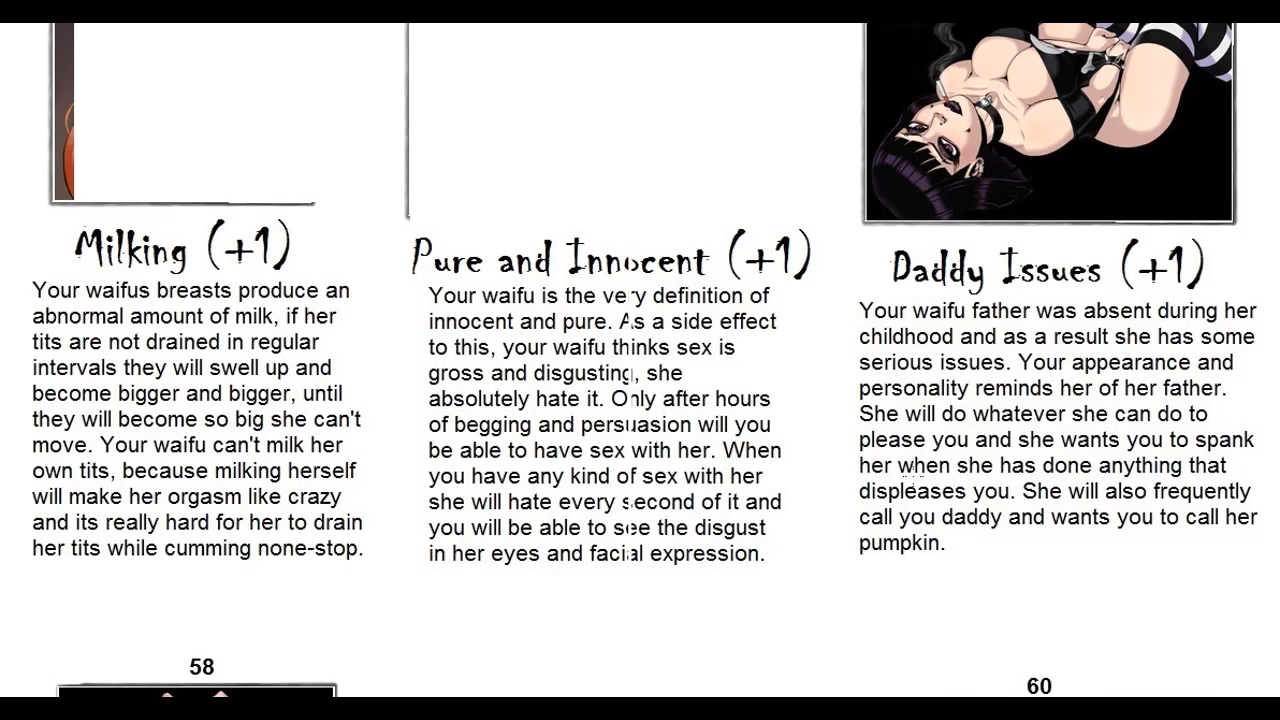 Milking (+1)
Your waifus breasts produce an
abnormal amount of milk, if her
tits are not drained in regular
intervals they will swell up and
become bigger and bigger, until
they will become so big she can't
move. Your waifu can't milk her
own tits, because milking herself
will make her orgasm like crazy
and its really hard for her to drain
her tits while cumming none-stop.
58
Pure and Innocent (+1)
Your waifu is the very definition of
innocent and pure. As a side effect
to this, your waifu thinks sex is
gross and disgusting, she
absolutely hate it. Only after hours
of begging and persuasion will you
be able to have sex with her. When
you have any kind of sex with her
she will hate every second of it and
you will be able to see the disgust
in her eyes and facial expression.
Daddy Issues (+1)
Your waifu father was absent during her
childhood and as a result she has some
serious issues. Your appearance and
personality reminds her of her father.
She will do whatever she can do to
please you and she wants you to spank
her when she has done anything that
displeases you. She will also frequently
call you daddy and wants you to call her
pumpkin.
60